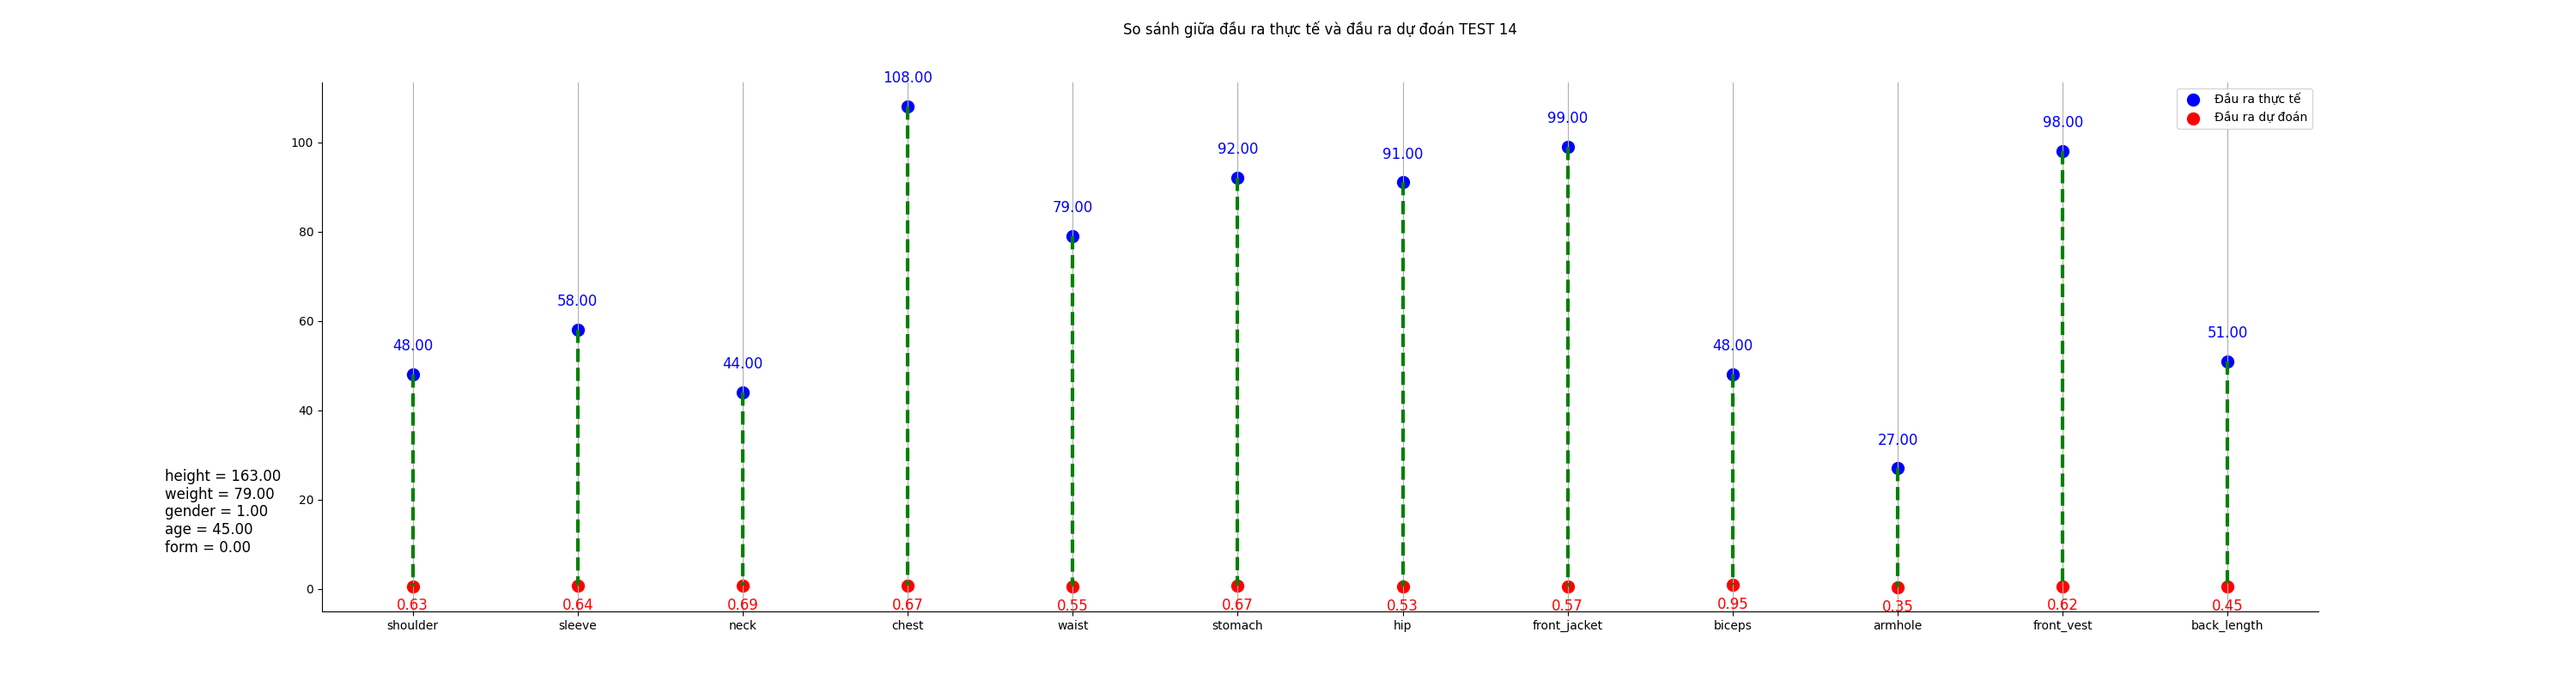 So sánh giữa đầu ra thực tế và đầu ra dự đoán TEST 14
Đầu ra thực tế
Đầu ra dự đoán
108.00
99.00
98.00
92.00
91.00
79.00
58.00
51.00
48.00
48.00
44.00
27.00
100
80
60
40
20
0
height = 163.00
weight = 79.00
gender = 1.00
age = 45.00
form = 0.00
0.63 0.64 0.69 0.67 0.55 0.67 0.53 0.57 0.95 0.35 0.62 0.45
shoulder sleeve neck chest waist stomach hip front_jacket biceps armhole front_vest back_length